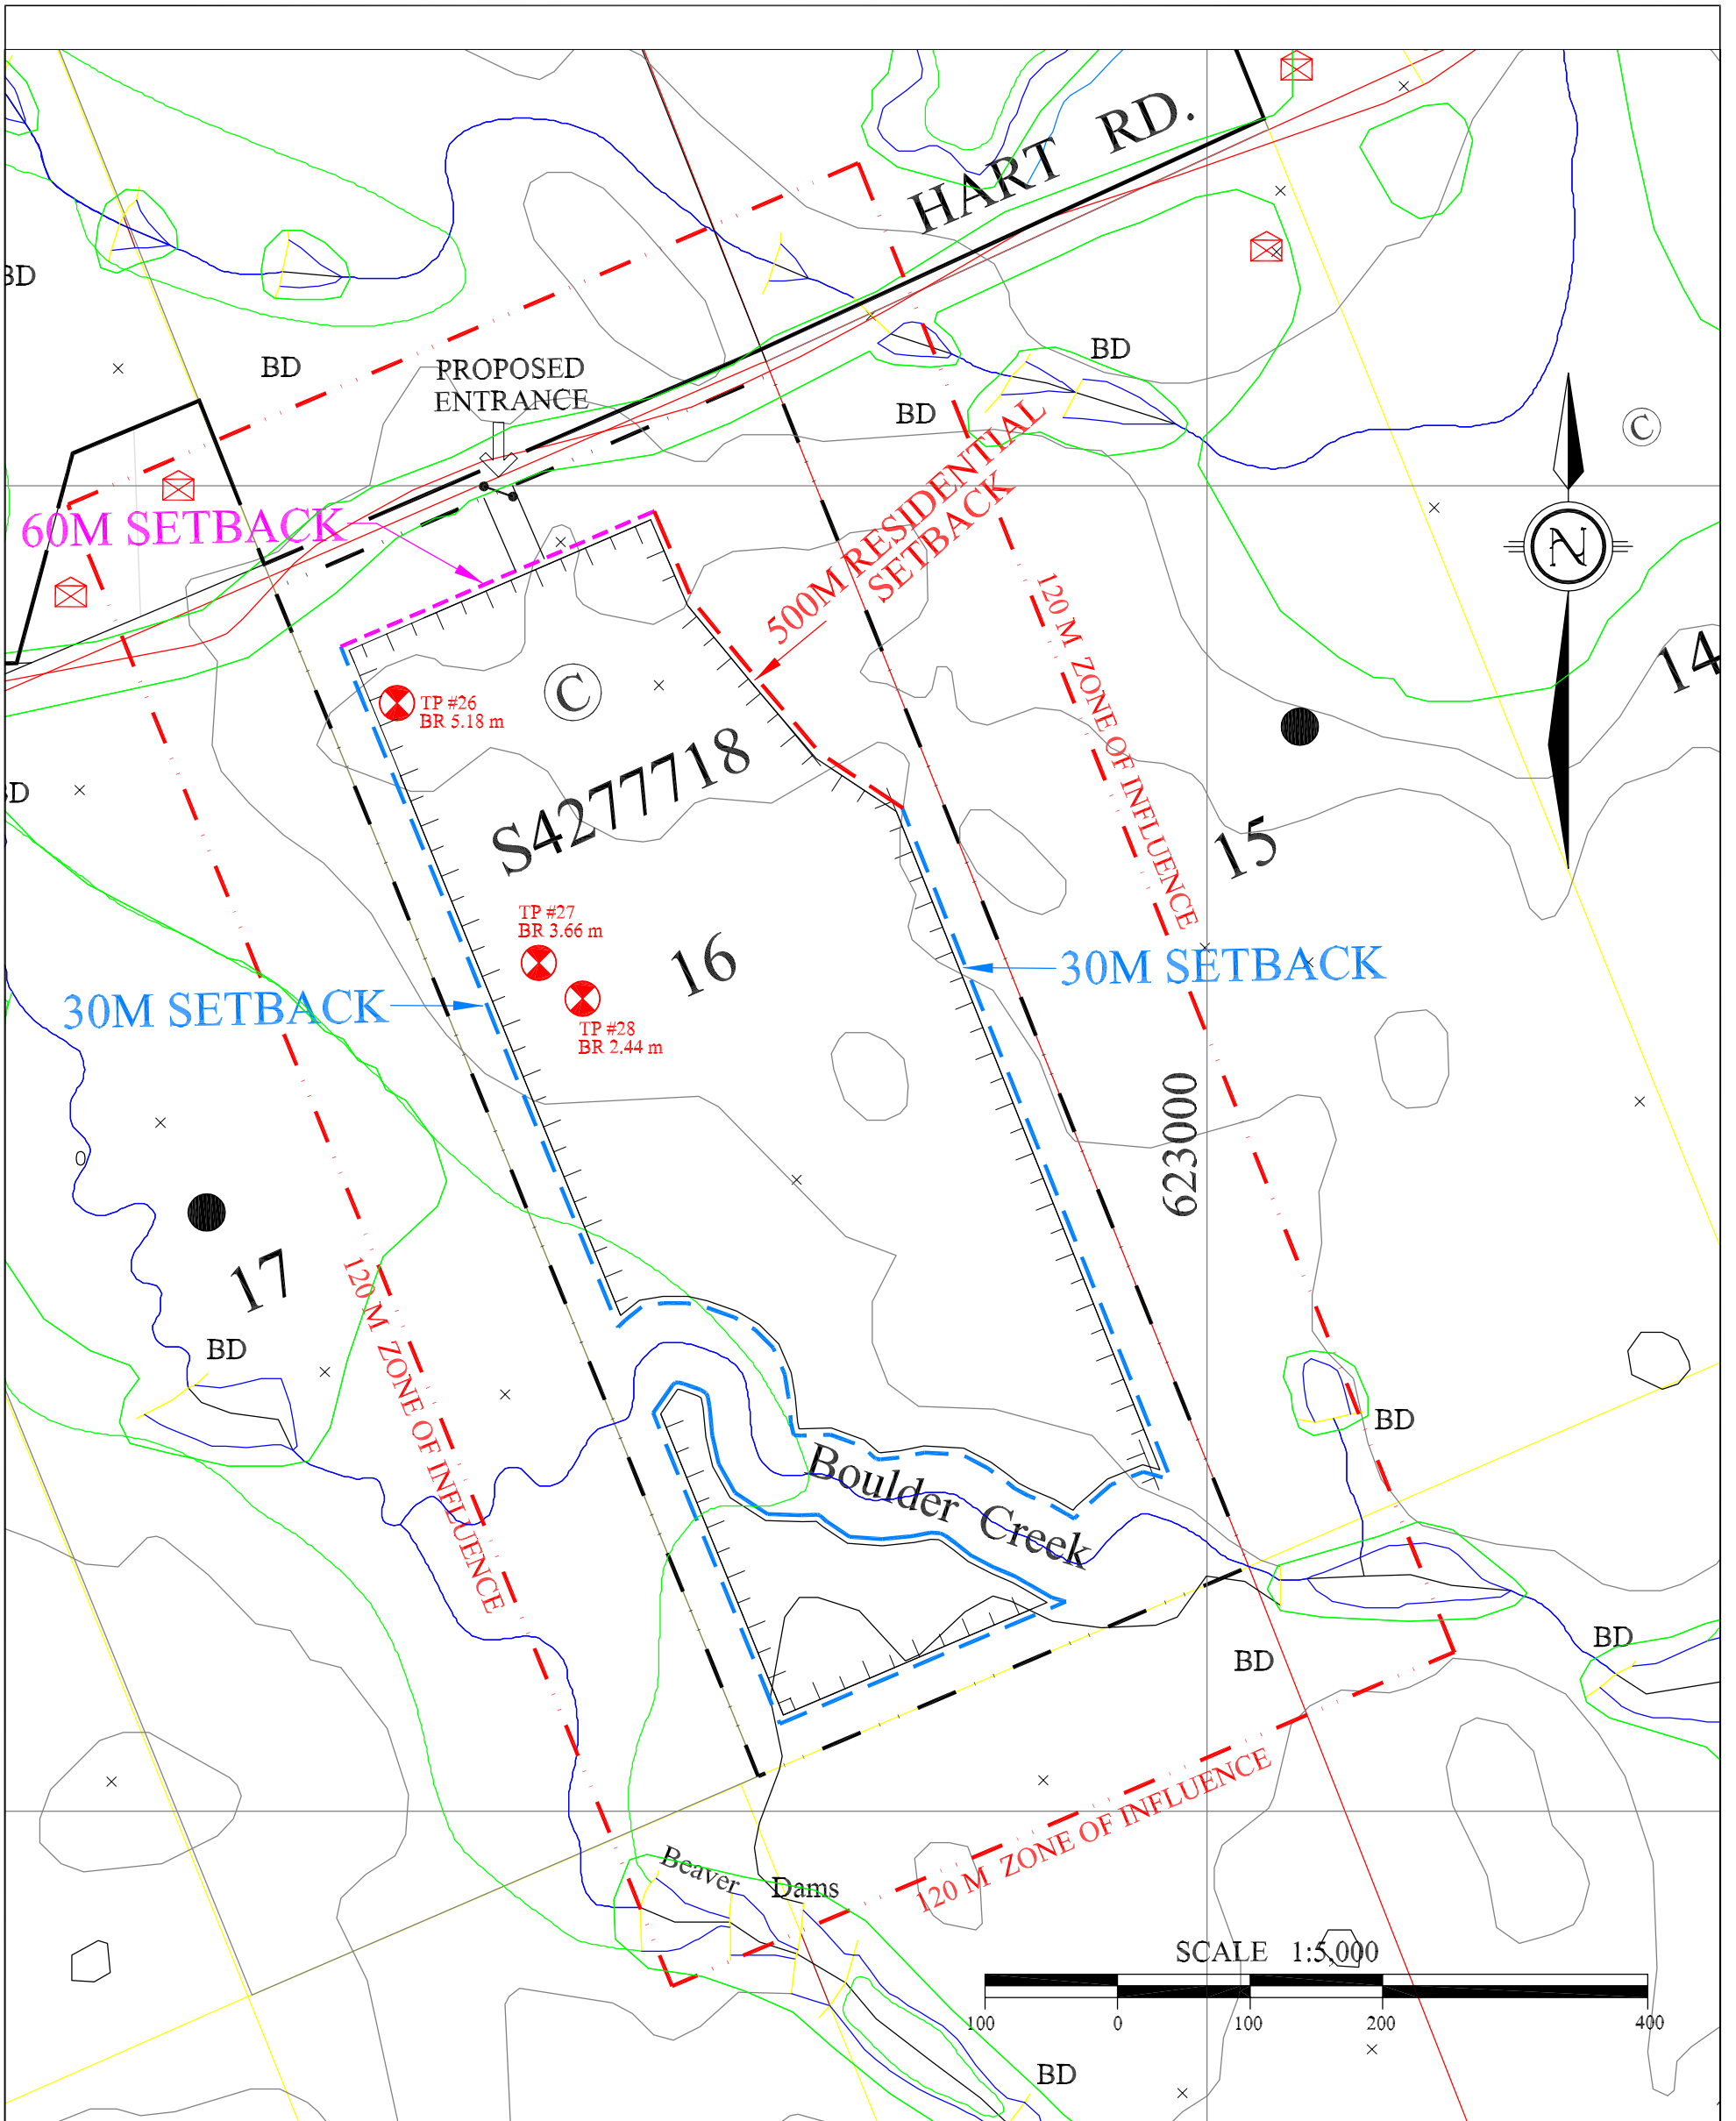 HART RD.
BD
BD
PROPOSED
ENTRANCE
BD
BD
C
60M SETBACK
500M RESIDENTIAL
SETBACK
N
120 M ZONE OF INFLUENCE
14
TP #26
BR 5.18 m
C
S4277718
BD
15
TP #27
BR 3.66 m
16
30M SETBACK
30M SETBACK
TP #28
BR 2.44 m
623000
0
17
120 M ZONE OF INFLUENCE
BD
BD
Boulder Creek
BD
BD
120 M ZONE OF INFLUENCE
Beaver Dams
SCALE 1:5,000
100 0 100 200 400
BD